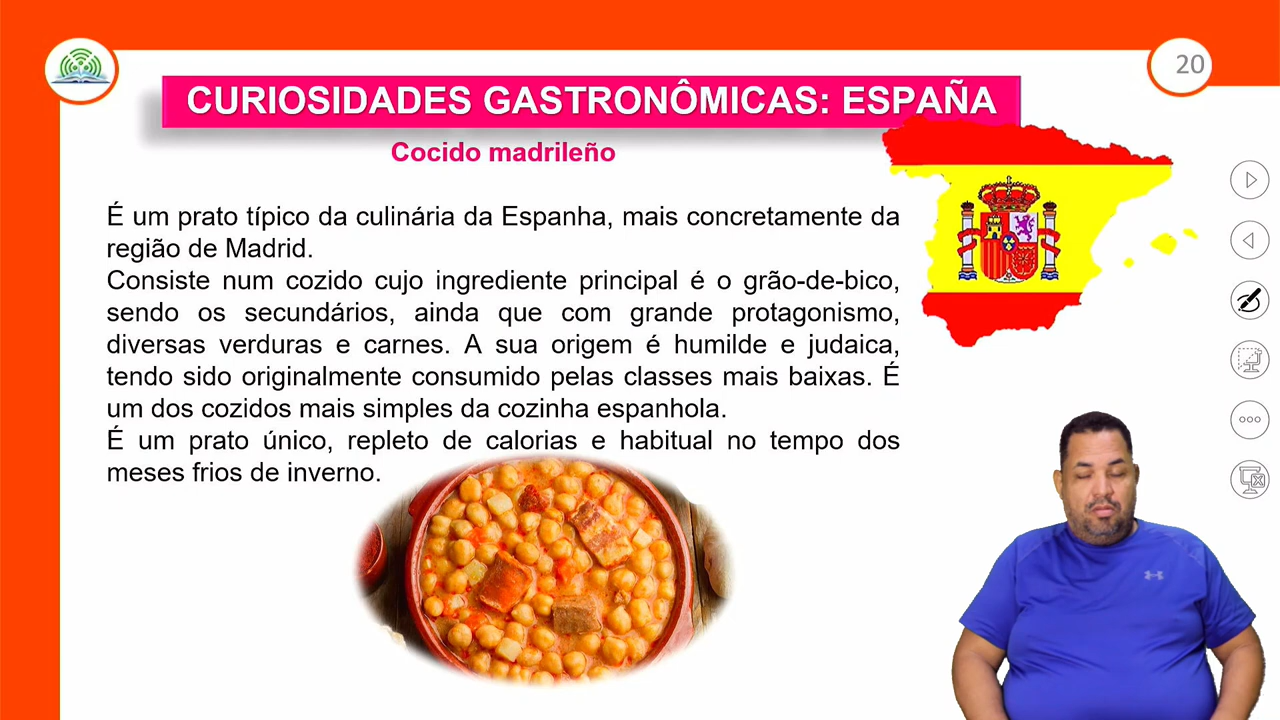 20
CURIOSIDADES GASTRONÔMICAS: ESPAÑA
Cocido madrileño
É um prato típico da culinária da Espanha, mais concretamente da
região de Madrid.
Consiste num cozido cujo ingrediente principal é o grão-de-bico,
sendo os secundários, ainda que com grande protagonismo,
diversas verduras e carnes. A sua origem é humilde e judaica,
tendo sido originalmente consumido pelas classes mais baixas. É
um dos cozidos mais simples da cozinha espanhola.
É um prato único, repleto de calorias e habitual no tempo dos
meses frios de inverno.